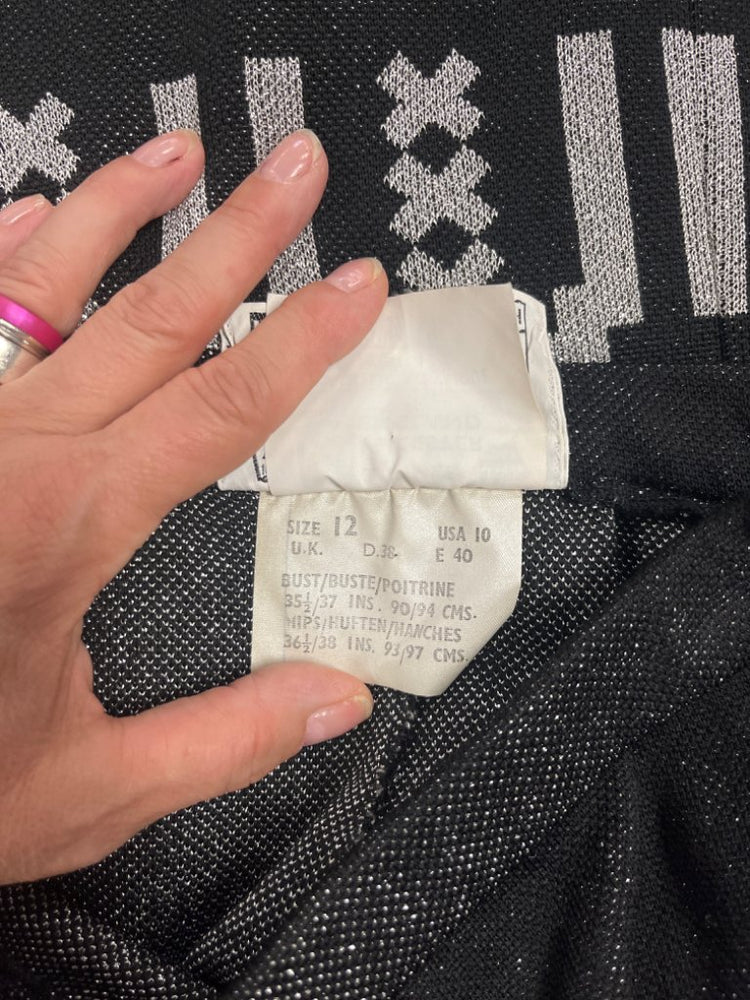 SIZE 12 USA 10
U.K. D.38- E 40
BUST/BUSTE/POITRINE
35½/37 INS. 90/94 CMS.
HIPS/HUFTEN/HANCHES
36½/38 INS. 93/97 CMS.